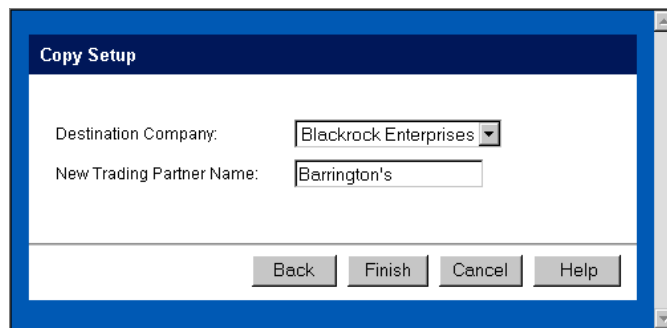 Copy Setup
Destination Company: Blackrock Enterprises
New Trading Partner Name: Barrington's
Back Finish Cancel Help